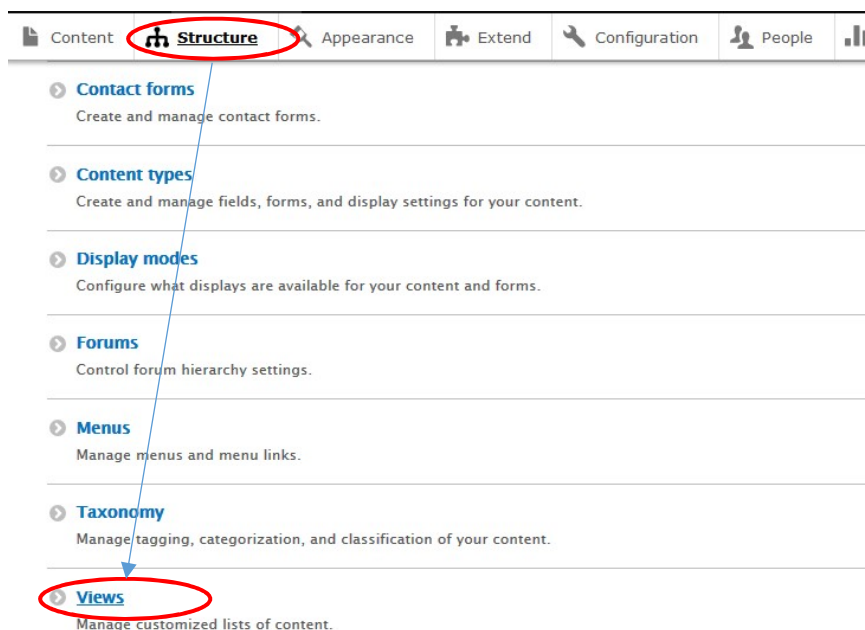 Content Structure Appearance Extend Configuration People
Contact forms
Create and manage contact forms.
Content types
Create and manage fields, forms, and display settings for your content.
Display modes
Configure what displays are available for your content and forms.
Forums
Control forum hierarchy settings.
Menus
Manage menus and menu links.
Taxonomy
Manage tagging, categorization, and classification of your content.
Views
Manage customized lists of content.